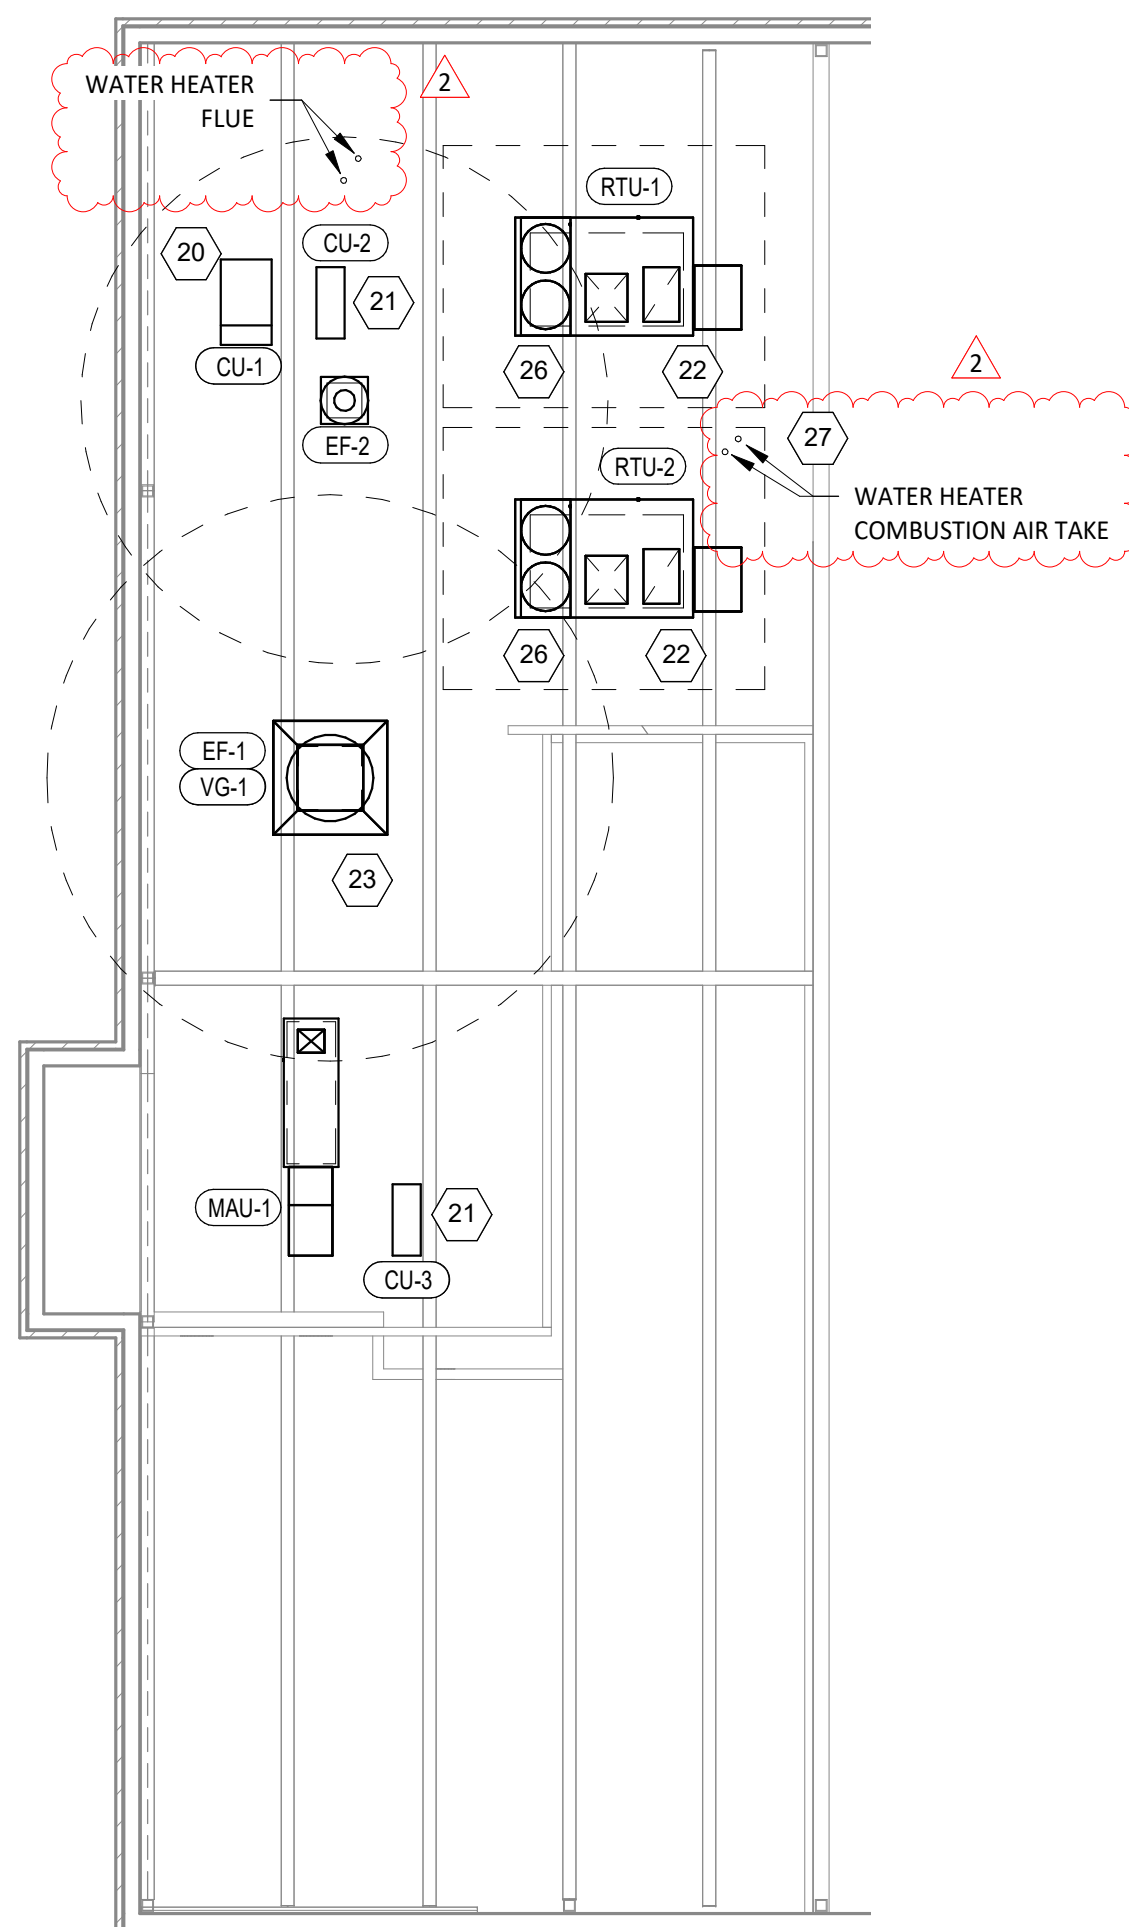 WATER HEATER
FLUE
2
RTU-1
20
CU-2
21
CU-1
26
22
2
EF-2
27
RTU-2
WATER HEATER
COMBUSTION AIR TAKE
26
22
EF-1
VG-1
23
MAU-1
21
CU-3